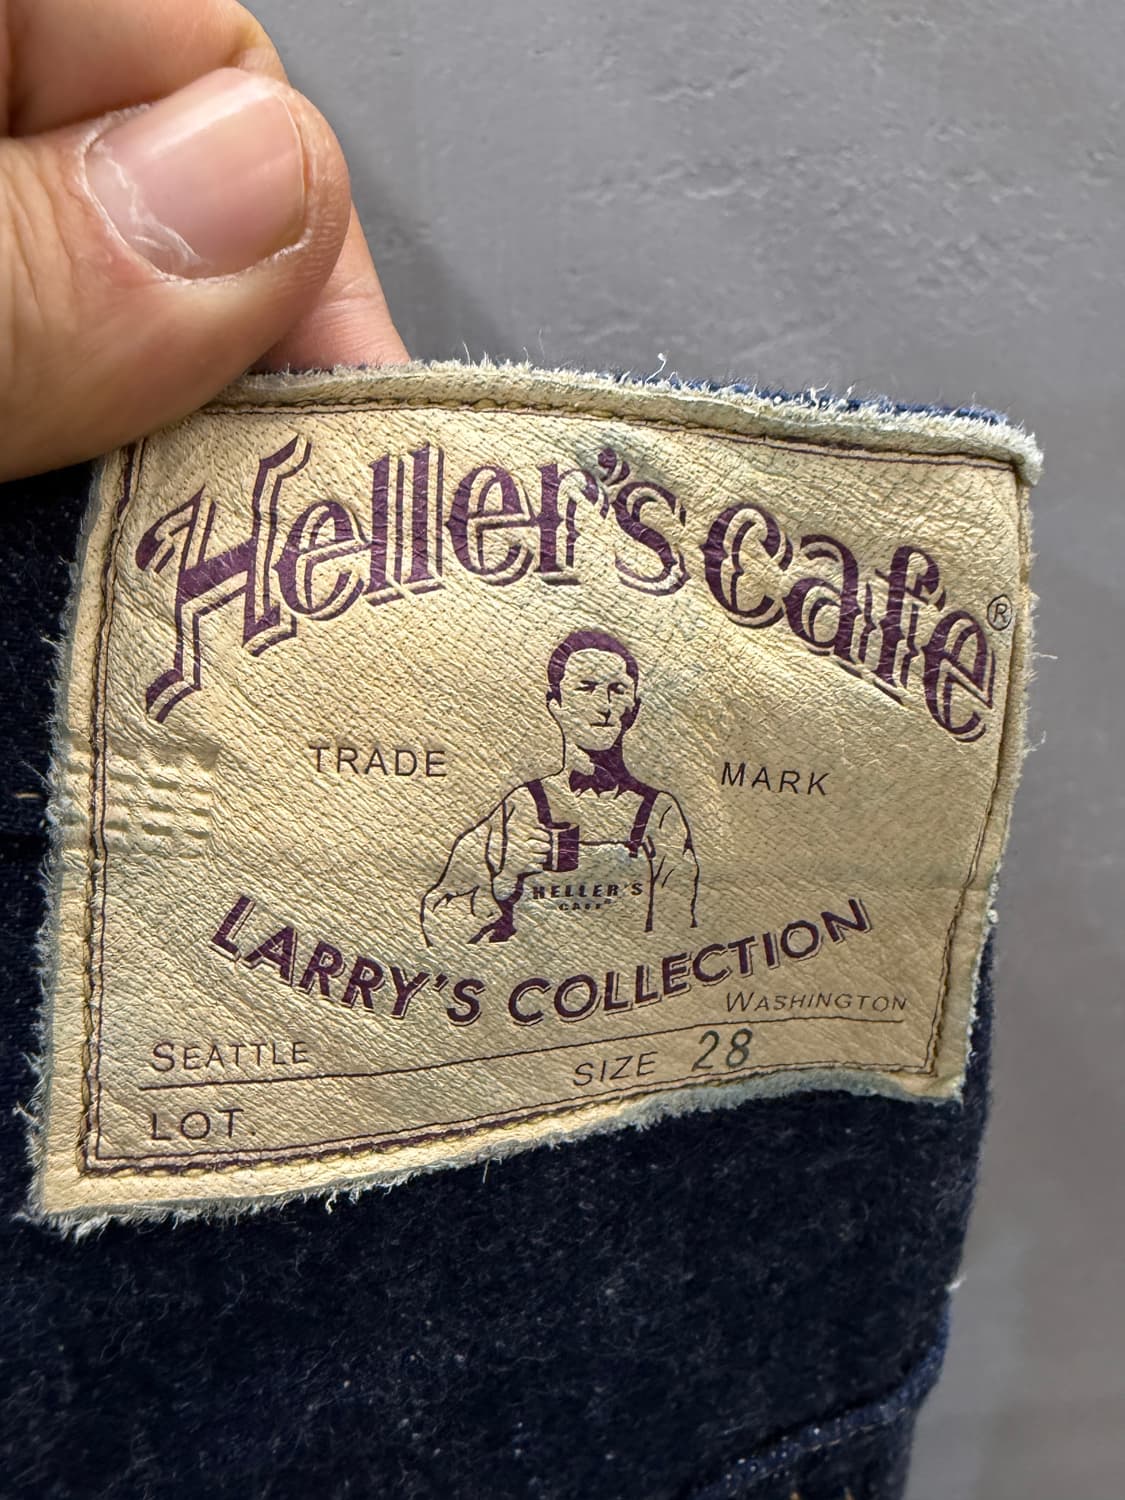 Heller's Cafe®
TRADE MARK
HELLER'S
CAFE
LARRY'S COLLECTION
WASHINGTON
SEATTLE
SIZE 28
LOT.